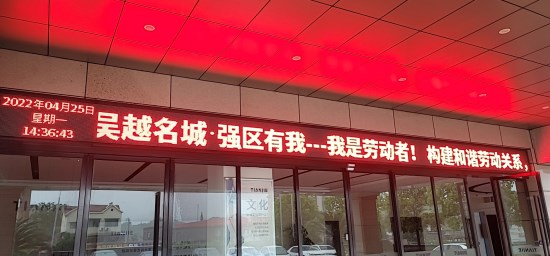 2022年04月25日
星期一
14:36:43
吴越名城·强区有我---我是劳动者！构建和谐劳动关系，
文化